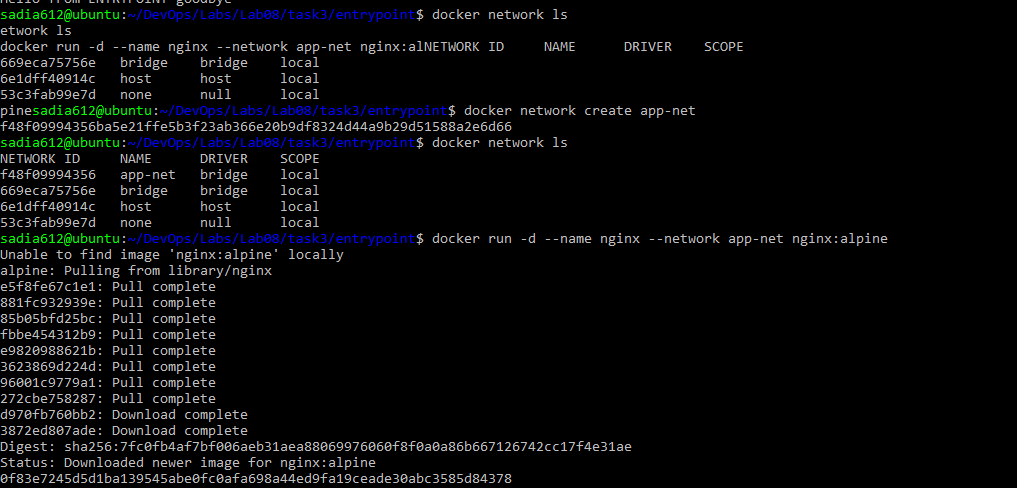 Hello from ENTRYPOINT goodbye
sadia612@ubuntu:~/DevOps/Labs/Lab08/task3/entrypoint$ docker network ls
etwork ls
docker run -d --name nginx --network app-net nginx:alNETWORK ID     NAME      DRIVER    SCOPE
669eca75756e   bridge    bridge    local
6e1dff40914c   host      host      local
53c3fab99e7d   none      null      local
pinesadia612@ubuntu:~/DevOps/Labs/Lab08/task3/entrypoint$ docker network create app-net
f48f09994356ba5e21ffe5b3f23ab366e20b9df8324d44a9b29d51588a2e6d66
sadia612@ubuntu:~/DevOps/Labs/Lab08/task3/entrypoint$ docker network ls
NETWORK ID     NAME      DRIVER    SCOPE
f48f09994356   app-net   bridge    local
669eca75756e   bridge    bridge    local
6e1dff40914c   host      host      local
53c3fab99e7d   none      null      local
sadia612@ubuntu:~/DevOps/Labs/Lab08/task3/entrypoint$ docker run -d --name nginx --network app-net nginx:alpine
Unable to find image 'nginx:alpine' locally
alpine: Pulling from library/nginx
e5f8fe67c1e1: Pull complete
881fc932939e: Pull complete
85b05bfd25bc: Pull complete
fbbe454312b9: Pull complete
e9820988621b: Pull complete
3623869d224d: Pull complete
96001c9779a1: Pull complete
272cbe758287: Pull complete
d970fb760bb2: Download complete
3872ed807ade: Download complete
Digest: sha256:7fc0fb4af7bf006aeb31aea88069976060f8f0a0a86b667126742cc17f4e31ae
Status: Downloaded newer image for nginx:alpine
0f83e7245d5d1ba139545abe0fc0afa698a44ed9fa19ceade30abc3585d84378